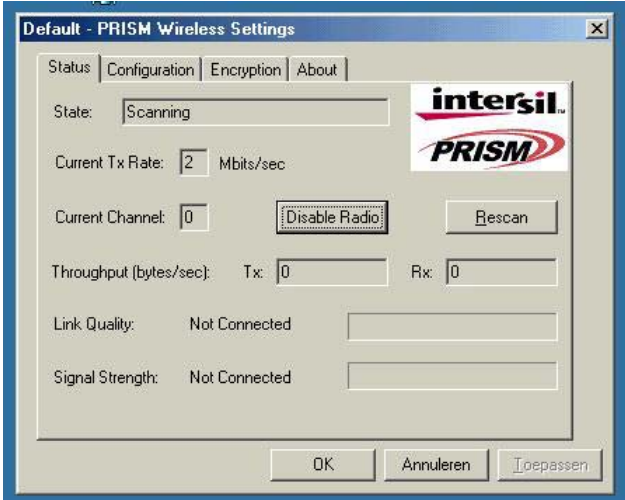 Default - PRISM Wireless Settings
Status Configuration Encryption About
intersil
PRISM
State: Scanning
Current Tx Rate: 2 Mbits/sec
Current Channel: 0 Disable Radio Rescan
Throughput (bytes/sec): Tx: 0 Rx: 0
Link Quality: Not Connected
Signal Strength: Not Connected
OK Annuleren Toepassen